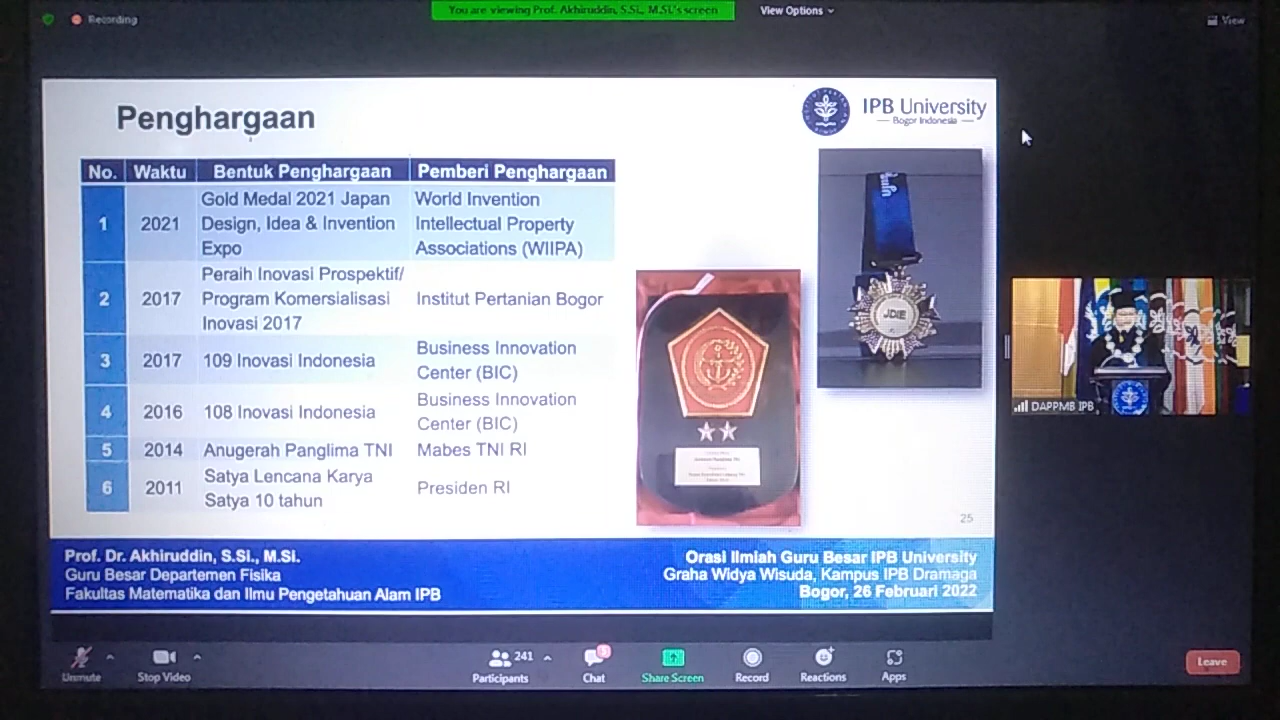 Recording
You are viewing Prof. Akhiruddin, S.Si., M.Si.'s screen
View Options
View
Penghargaan
IPB University
Bogor Indonesia
No. Waktu Bentuk Penghargaan Pemberi Penghargaan
1 2021 Gold Medal 2021 Japan Design, Idea & Invention Expo World Invention Intellectual Property Associations (WIIPA)
2 2017 Peraih Inovasi Prospektif/ Program Komersialisasi Inovasi 2017 Institut Pertanian Bogor
3 2017 109 Inovasi Indonesia Business Innovation Center (BIC)
4 2016 108 Inovasi Indonesia Business Innovation Center (BIC)
5 2014 Anugerah Panglima TNI Mabes TNI RI
6 2011 Satya Lencana Karya Satya 10 tahun Presiden RI
JDIE
25
Prof. Dr. Akhiruddin, S.Si., M.Si.
Guru Besar Departemen Fisika
Fakultas Matematika dan Ilmu Pengetahuan Alam IPB
Orasi Ilmiah Guru Besar IPB University
Graha Widya Wisuda, Kampus IPB Dramaga
Bogor, 26 Februari 2022
DAPPMB IPB
Unmute
Stop Video
241
Participants
Chat
Share Screen
Record
Reactions
Apps
Leave